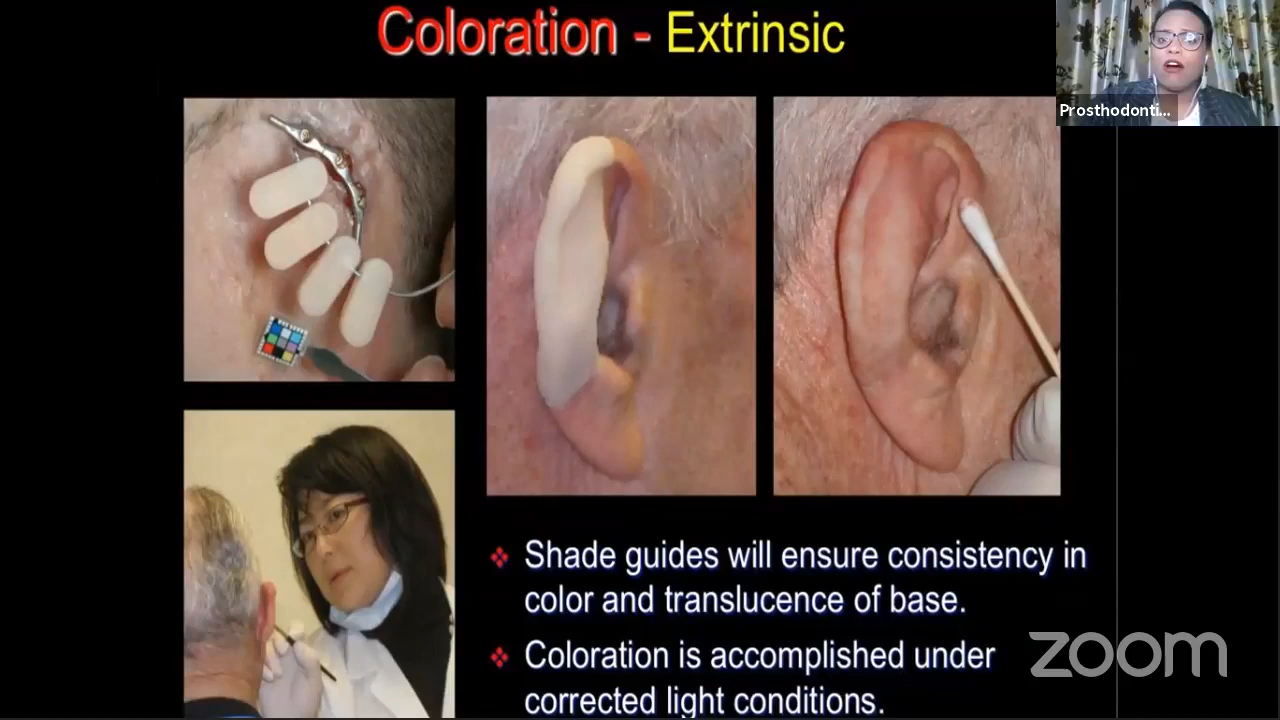 Coloration - Extrinsic
Prosthodonti...
❖ Shade guides will ensure consistency in
color and translucence of base.
❖ Coloration is accomplished under
corrected light conditions.
zoom